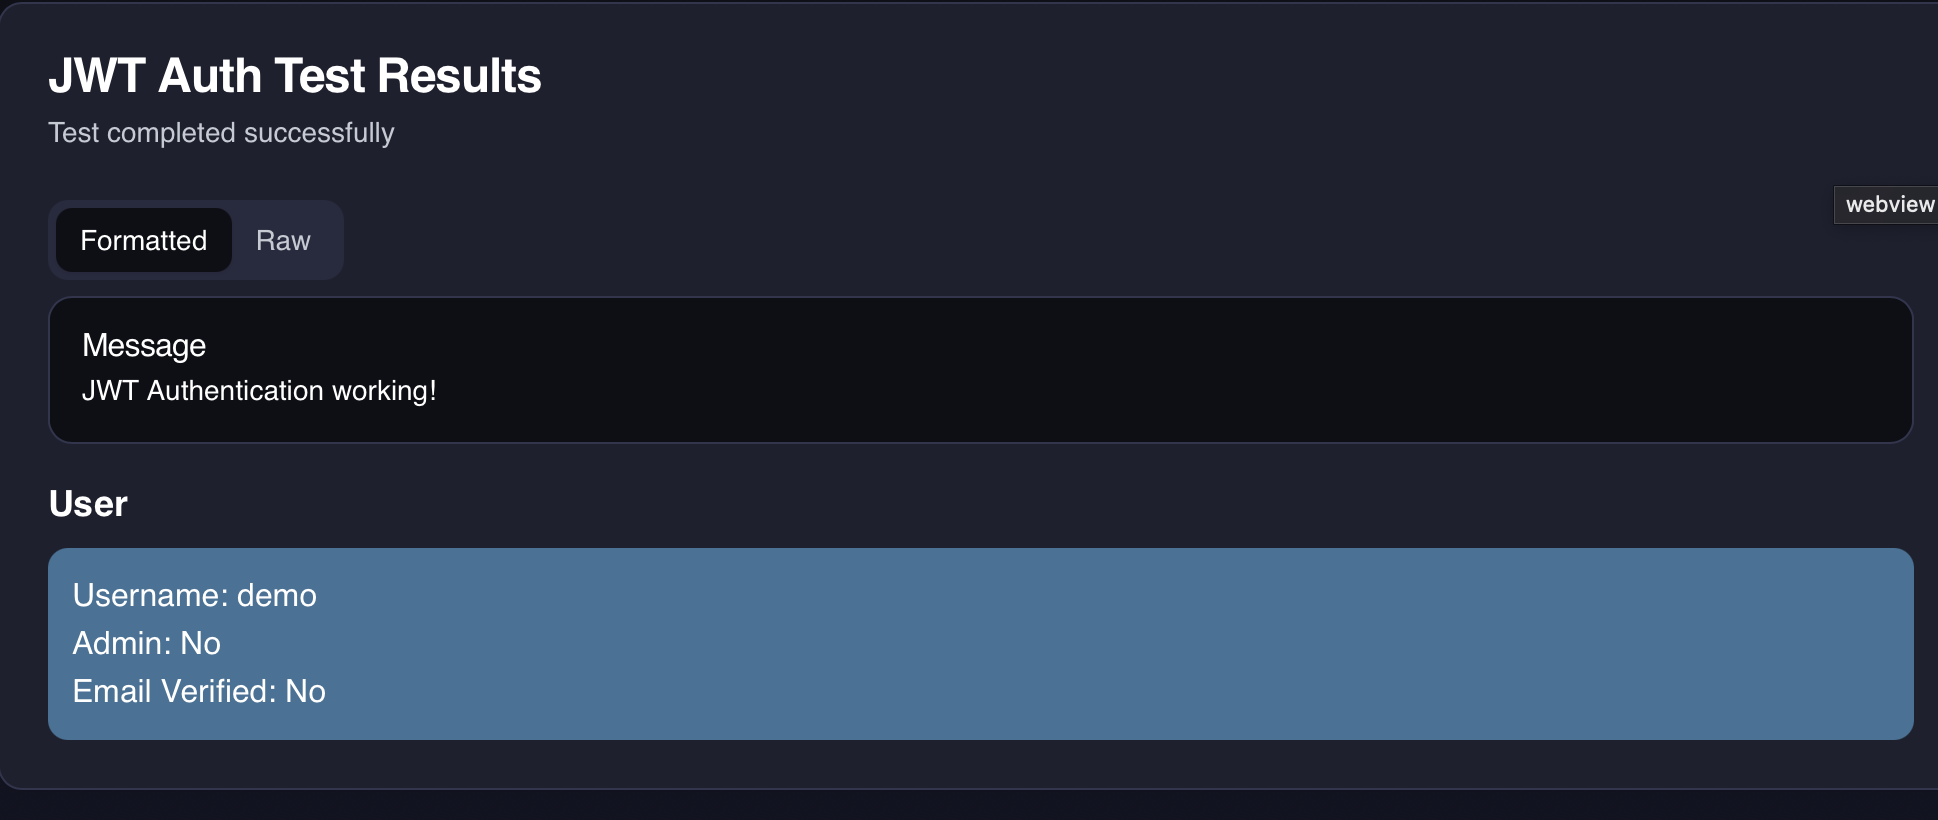 JWT Auth Test Results
Test completed successfully
Formatted Raw
webview
Message
JWT Authentication working!
User
Username: demo
Admin: No
Email Verified: No